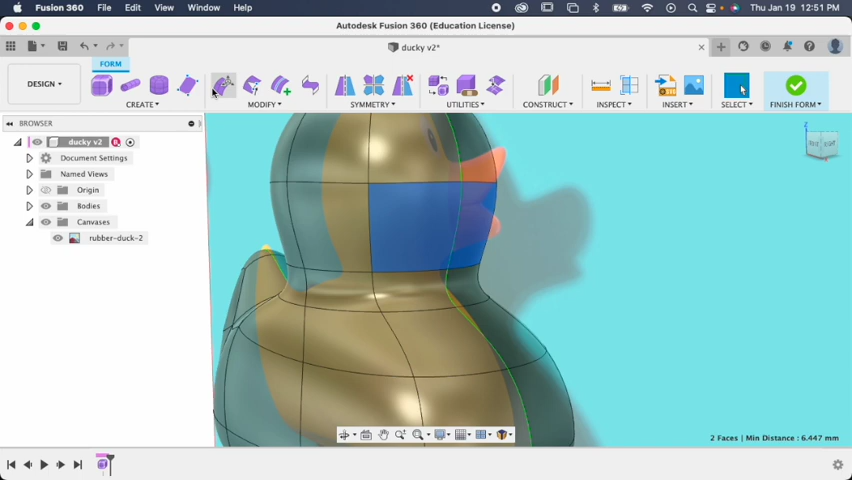 Fusion 360 File Edit View Window Help Thu Jan 19 12:51 PM
Autodesk Fusion 360 (Education License)
ducky v2*
FORM
DESIGN
CREATE MODIFY SYMMETRY UTILITIES CONSTRUCT INSPECT INSERT SELECT FINISH FORM
BROWSER
ducky v2
Document Settings
Named Views
Origin
Bodies
Canvases
rubber-duck-2
2 Faces | Min Distance : 6.447 mm